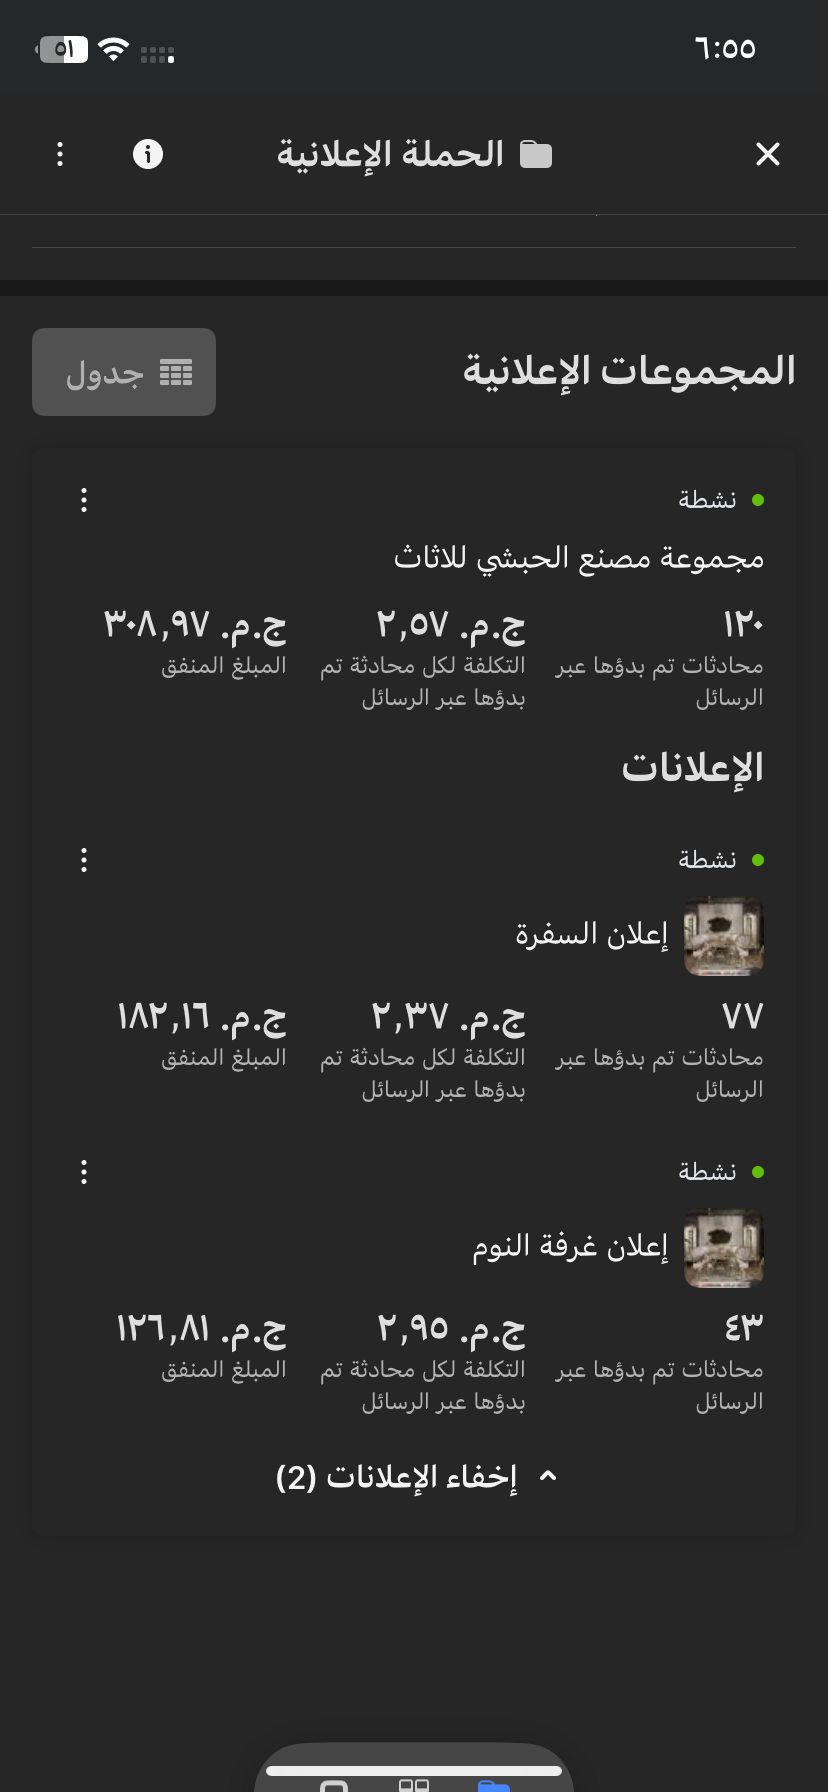 ٦:٥٥
٥١
الحملة الإعلانية
المجموعات الإعلانية
جدول
نشطة
مجموعة مصنع الحبشي للاثاث
١٢٠
ج.م. ٢,٥٧
ج.م. ٣٠٨,٩٧
محادثات تم بدؤها عبر
الرسائل
التكلفة لكل محادثة تم
بدؤها عبر الرسائل
المبلغ المنفق
الإعلانات
نشطة
إعلان السفرة
٧٧
ج.م. ٢,٣٧
ج.م. ١٨٢,١٦
محادثات تم بدؤها عبر
الرسائل
التكلفة لكل محادثة تم
بدؤها عبر الرسائل
المبلغ المنفق
نشطة
إعلان غرفة النوم
٤٣
ج.م. ٢,٩٥
ج.م. ١٢٦,٨١
محادثات تم بدؤها عبر
الرسائل
التكلفة لكل محادثة تم
بدؤها عبر الرسائل
المبلغ المنفق
إخفاء الإعلانات (2)